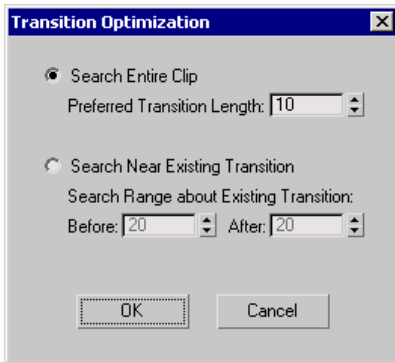 Transition Optimization
Search Entire Clip
Preferred Transition Length: 10
Search Near Existing Transition
Search Range about Existing Transition:
Before: 20 After: 20
OK Cancel